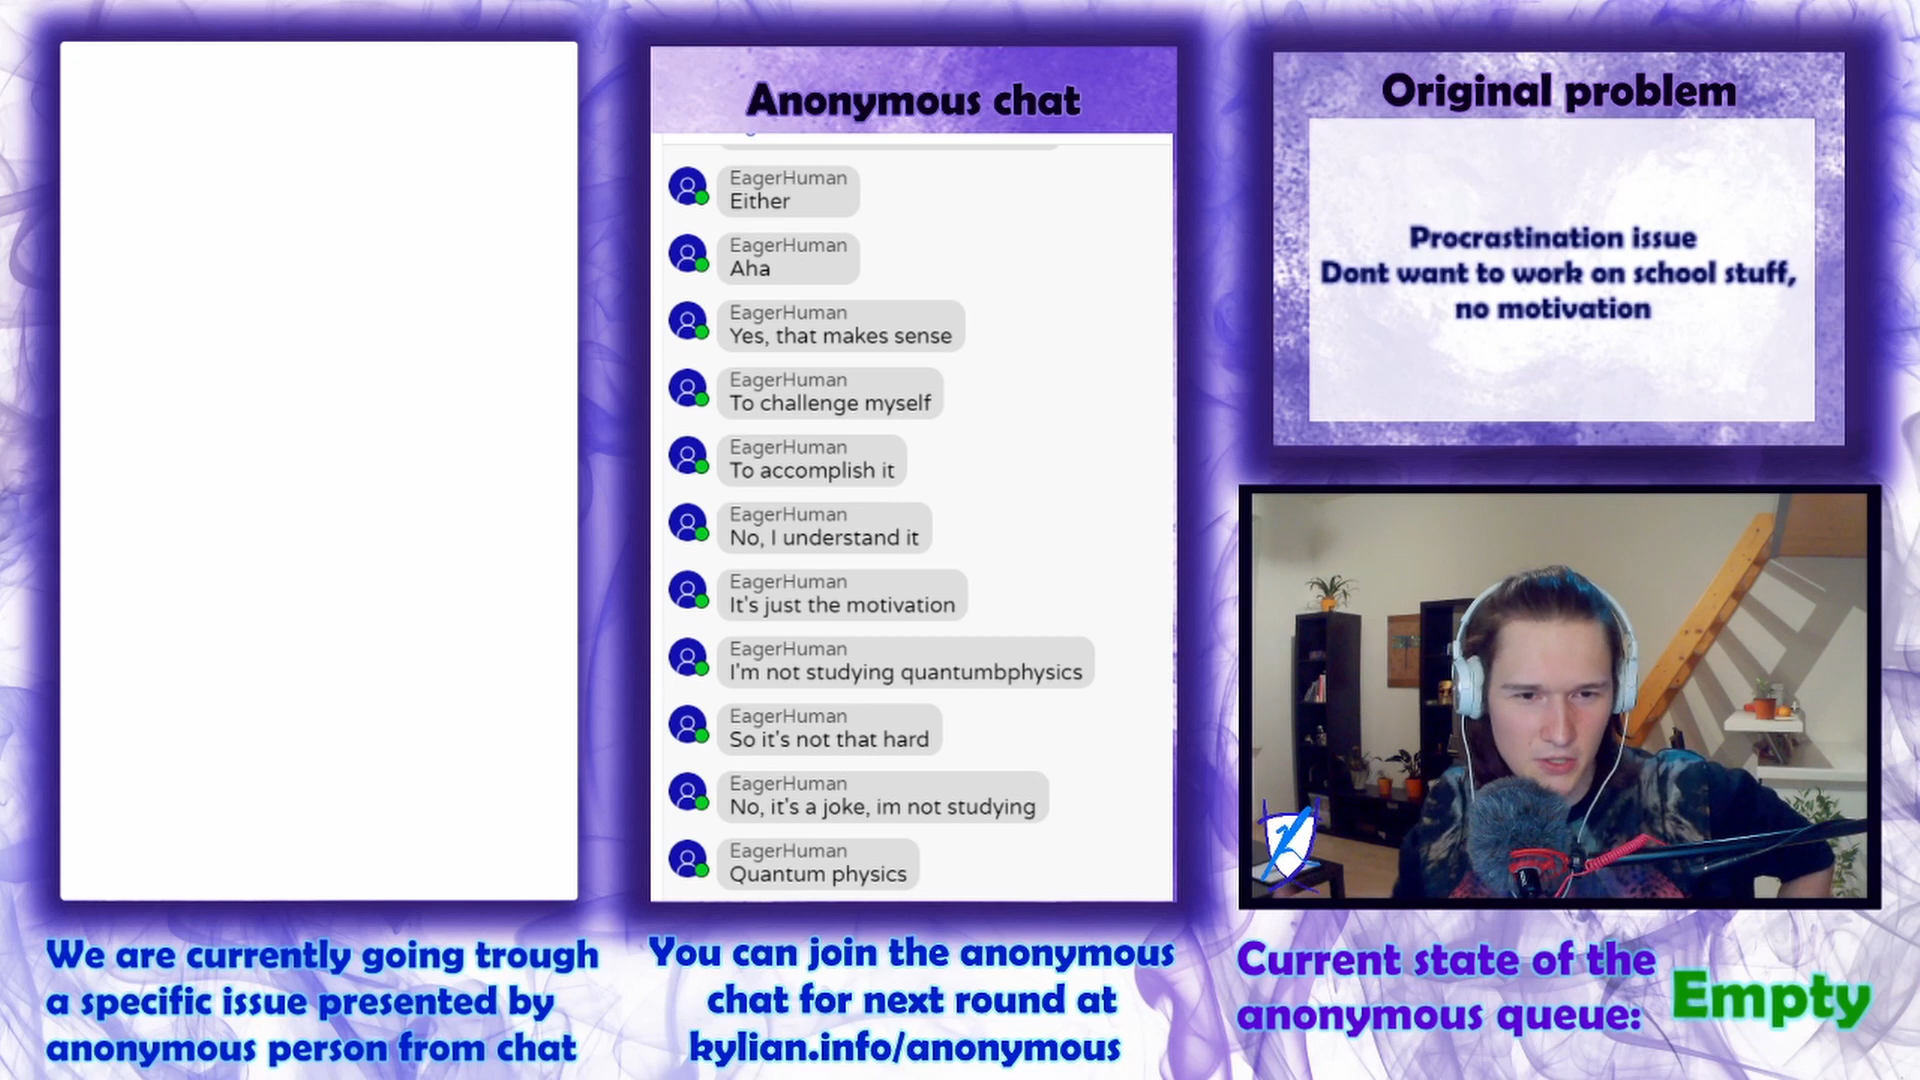 Anonymous chat
EagerHuman
Either
EagerHuman
Aha
EagerHuman
Yes, that makes sense
EagerHuman
To challenge myself
EagerHuman
To accomplish it
EagerHuman
No, I understand it
EagerHuman
It's just the motivation
EagerHuman
I'm not studying quantumbphysics
EagerHuman
So it's not that hard
EagerHuman
No, it's a joke, im not studying
EagerHuman
Quantum physics
Original problem
Procrastination issue
Dont want to work on school stuff,
no motivation
We are currently going trough
a specific issue presented by
anonymous person from chat
You can join the anonymous
chat for next round at
kylian.info/anonymous
Current state of the
anonymous queue:
Empty